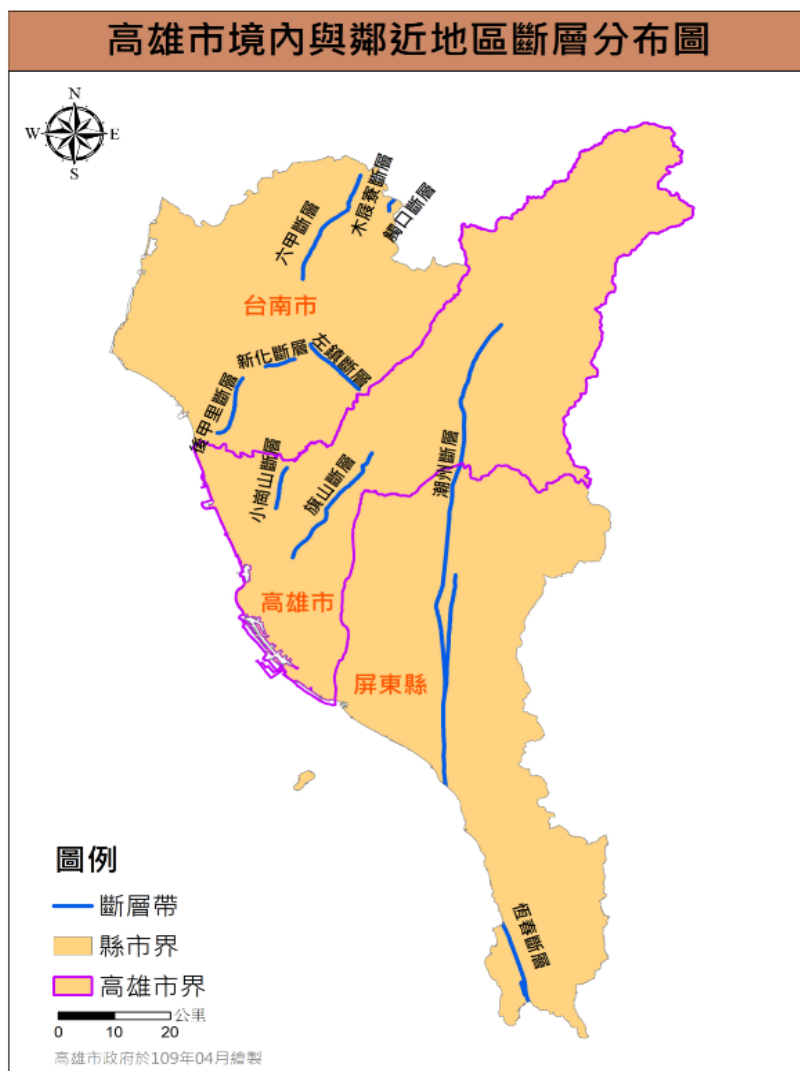 高雄市境內與鄰近地區斷層分布圖
N
W
E
S
木屐寮斷層
觸口斷層
六甲斷層
台南市
左鎮斷層
新化斷層
後甲里斷層
小崗山斷層
旗山斷層
潮州斷層
高雄市
屏東縣
恆春斷層
圖例
斷層帶
縣市界
高雄市界
公里
0 10 20
高雄市政府於109年04月繪製